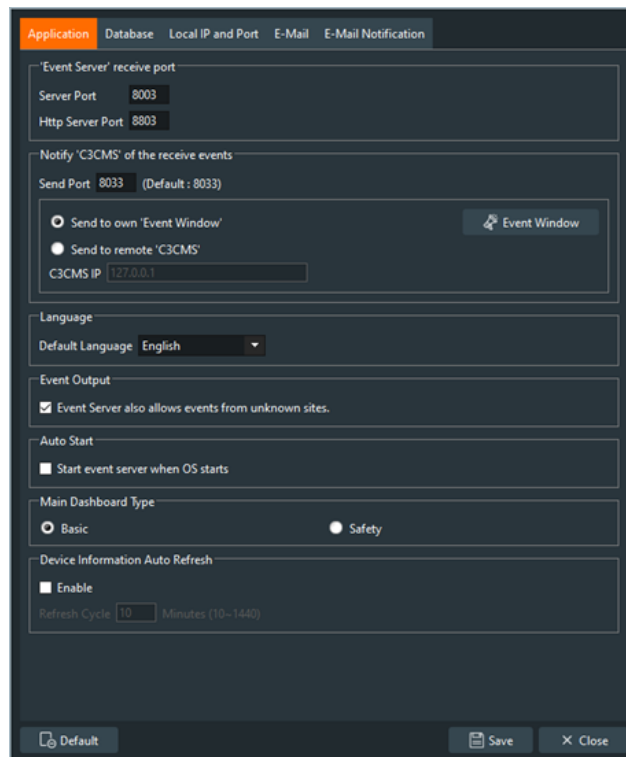 Application Database Local IP and Port E-Mail E-Mail Notification
'Event Server' receive port
Server Port 8003
Http Server Port 8803
Notify 'C3CMS' of the receive events
Send Port 8033 (Default : 8033)
Send to own 'Event Window' Event Window
Send to remote 'C3CMS'
C3CMS IP 127.0.0.1
Language
Default Language English
Event Output
Event Server also allows events from unknown sites.
Auto Start
Start event server when OS starts
Main Dashboard Type
Basic Safety
Device Information Auto Refresh
Enable
Refresh Cycle 10 Minutes (10~1440)
Default Save Close